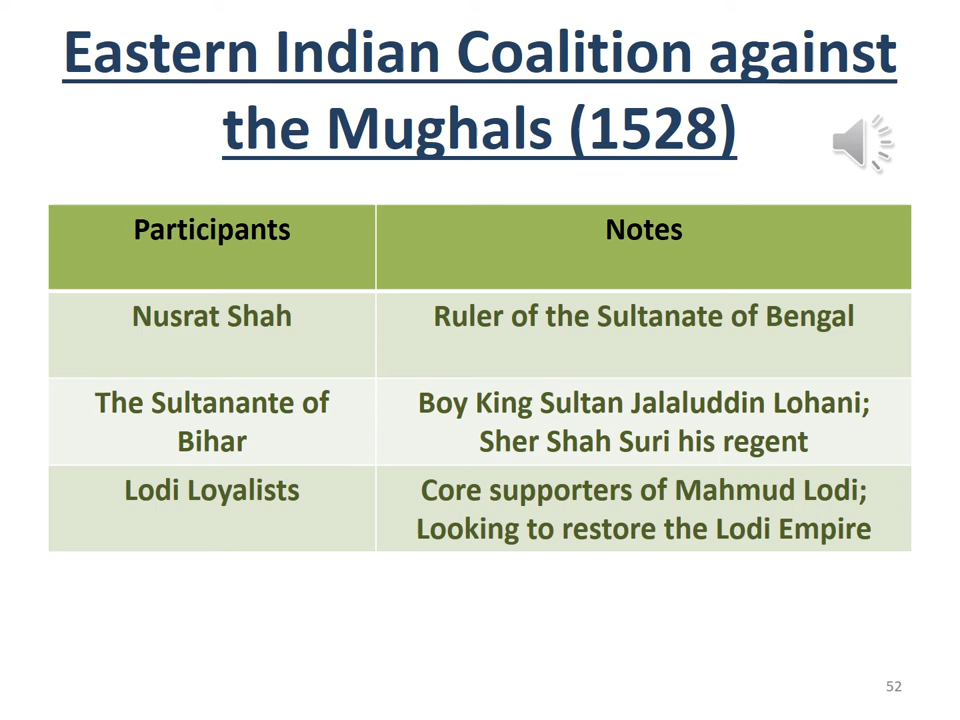 Eastern Indian Coalition against
the Mughals (1528)
Participants
Notes
Nusrat Shah
Ruler of the Sultanate of Bengal
The Sultanante of
Bihar
Boy King Sultan Jalaluddin Lohani;
Sher Shah Suri his regent
Lodi Loyalists
Core supporters of Mahmud Lodi;
Looking to restore the Lodi Empire
52